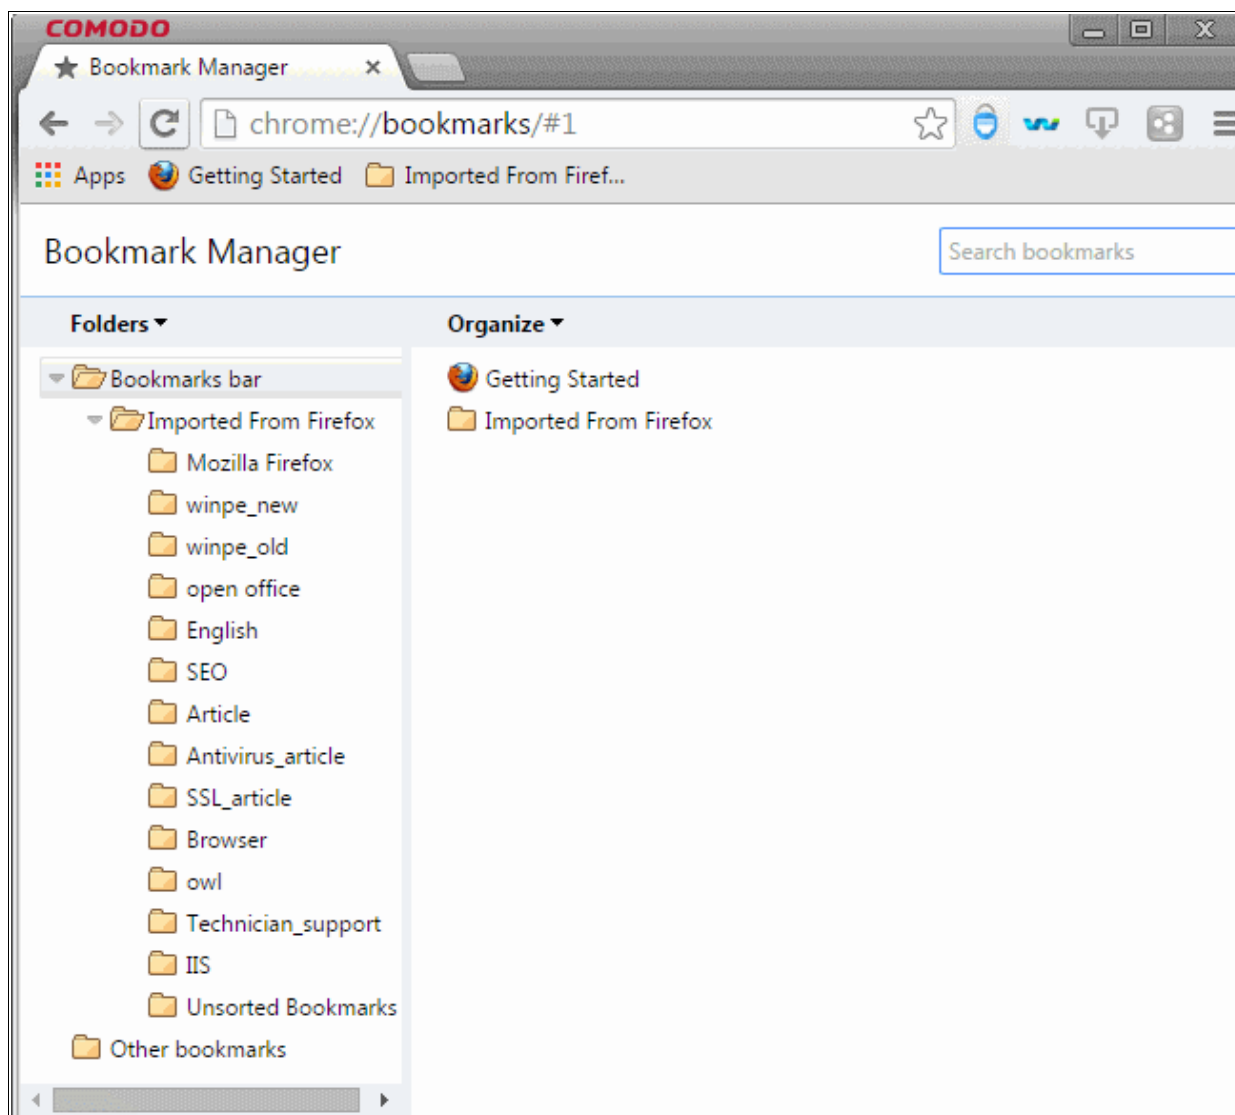 COMODO
Bookmark Manager
chrome://bookmarks/#1
Apps Getting Started Imported From Firef...
Bookmark Manager Search bookmarks
Folders Organize
Bookmarks bar
Imported From Firefox
Mozilla Firefox
winpe_new
winpe_old
open office
English
SEO
Article
Antivirus_article
SSL_article
Browser
owl
Technician_support
IIS
Unsorted Bookmarks
Other bookmarks
Getting Started
Imported From Firefox